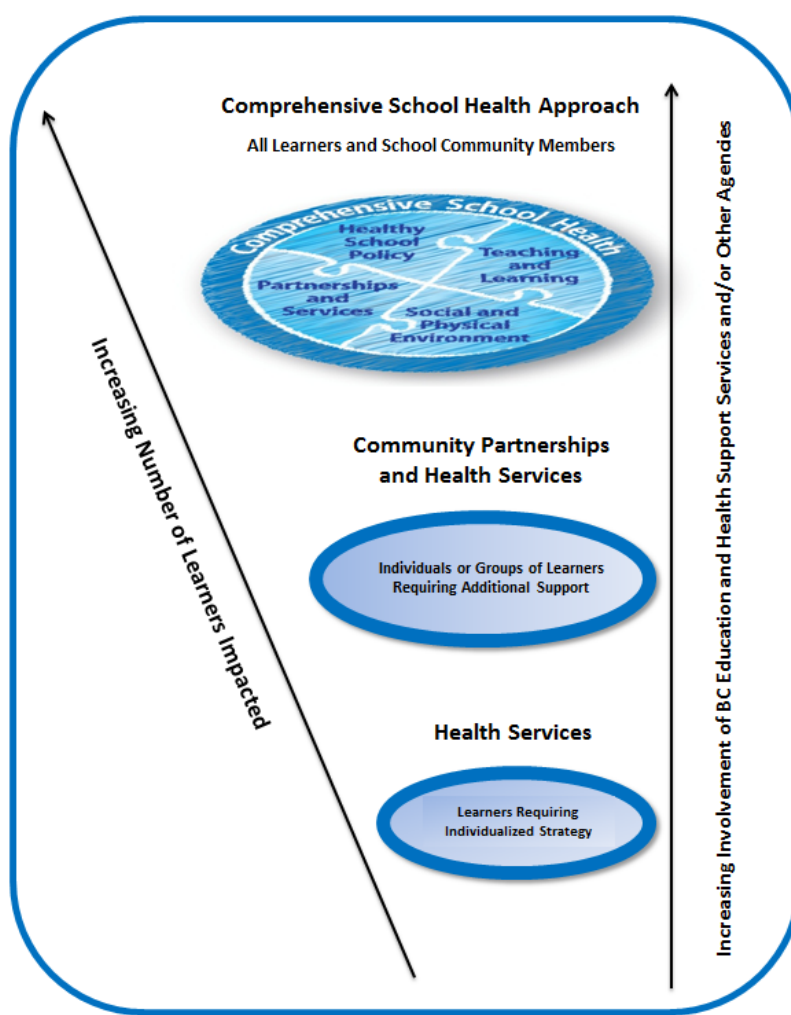 Comprehensive School Health Approach
All Learners and School Community Members
Comprehensive School Health
Healthy
School
Policy
Teaching
and
Learning
Partnerships
and
Services
Social and
Physical
Environment
Increasing Number of Learners Impacted
Community Partnerships
and Health Services
Individuals or Groups of Learners
Requiring Additional Support
Health Services
Learners Requiring
Individualized Strategy
Increasing Involvement of BC Education and Health Support Services and/or Other Agencies